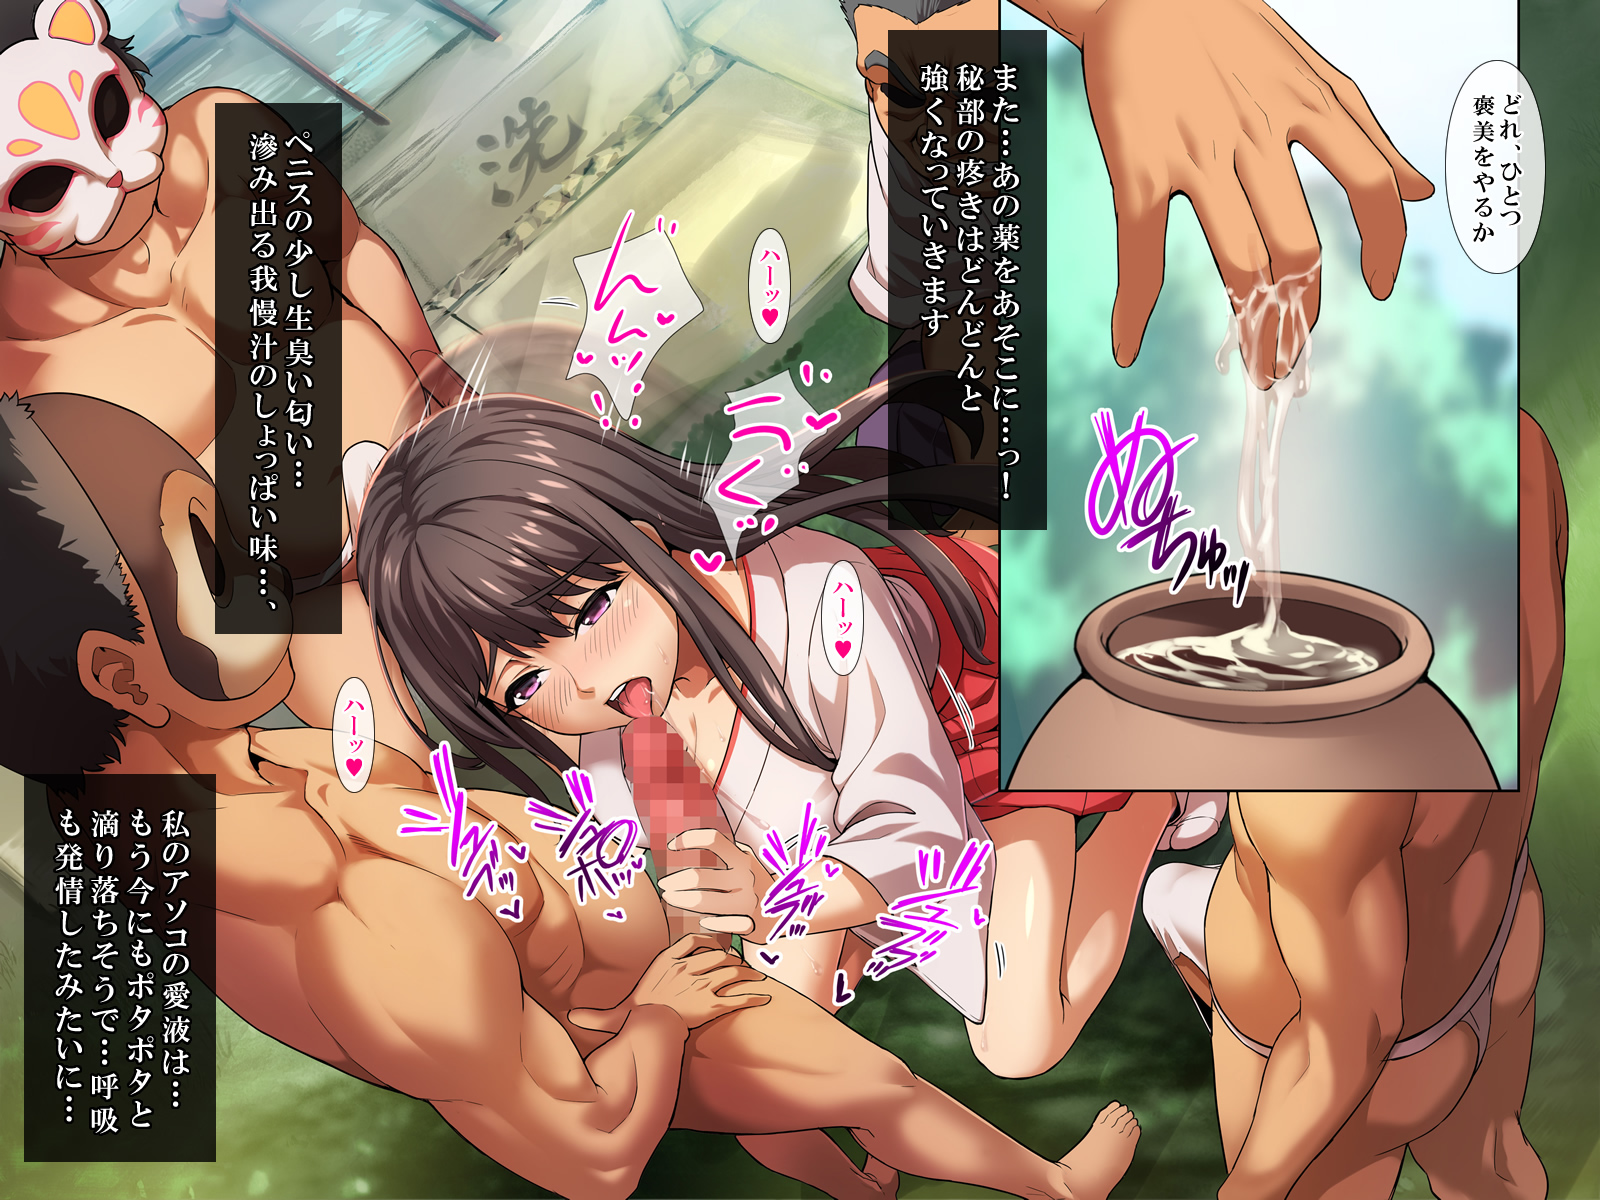 どれ、ひとつ
褒美をやるか
また…あの薬をあそこに…っ！
秘部の疼きはどんどんと
強くなっていきます
ぬちゅッ
洗
ハーッ♥
んんッ
うくっ
ハーッ♥
ペニスの少し生臭い匂い…
滲み出る我慢汁のしょっぱい味…、
ハーッ♥
私のアソコの愛液は…
もう今にもポタポタと
滴り落ちそうで…呼吸
も発情したみたいに…